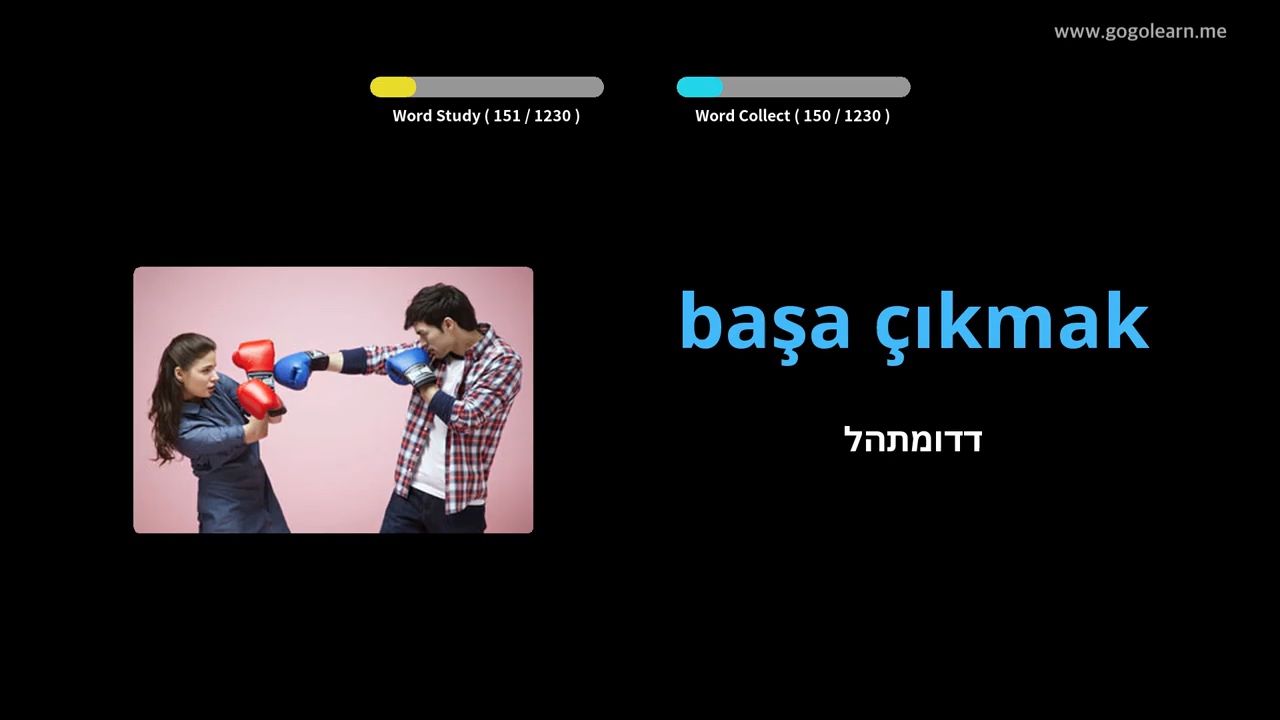 www.gogolearn.me
Word Study ( 151 / 1230 )
Word Collect ( 150 / 1230 )
başa çıkmak
דדומתהל